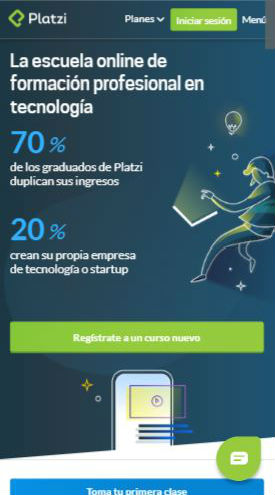 Platzi
Planes
Iniciar sesión
Menú
La escuela online de
formación profesional en
tecnología
70 %
de los graduados de Platzi
duplican sus ingresos
20 %
crean su propia empresa
de tecnología o startup
Regístrate a un curso nuevo
Toma tu primera clase